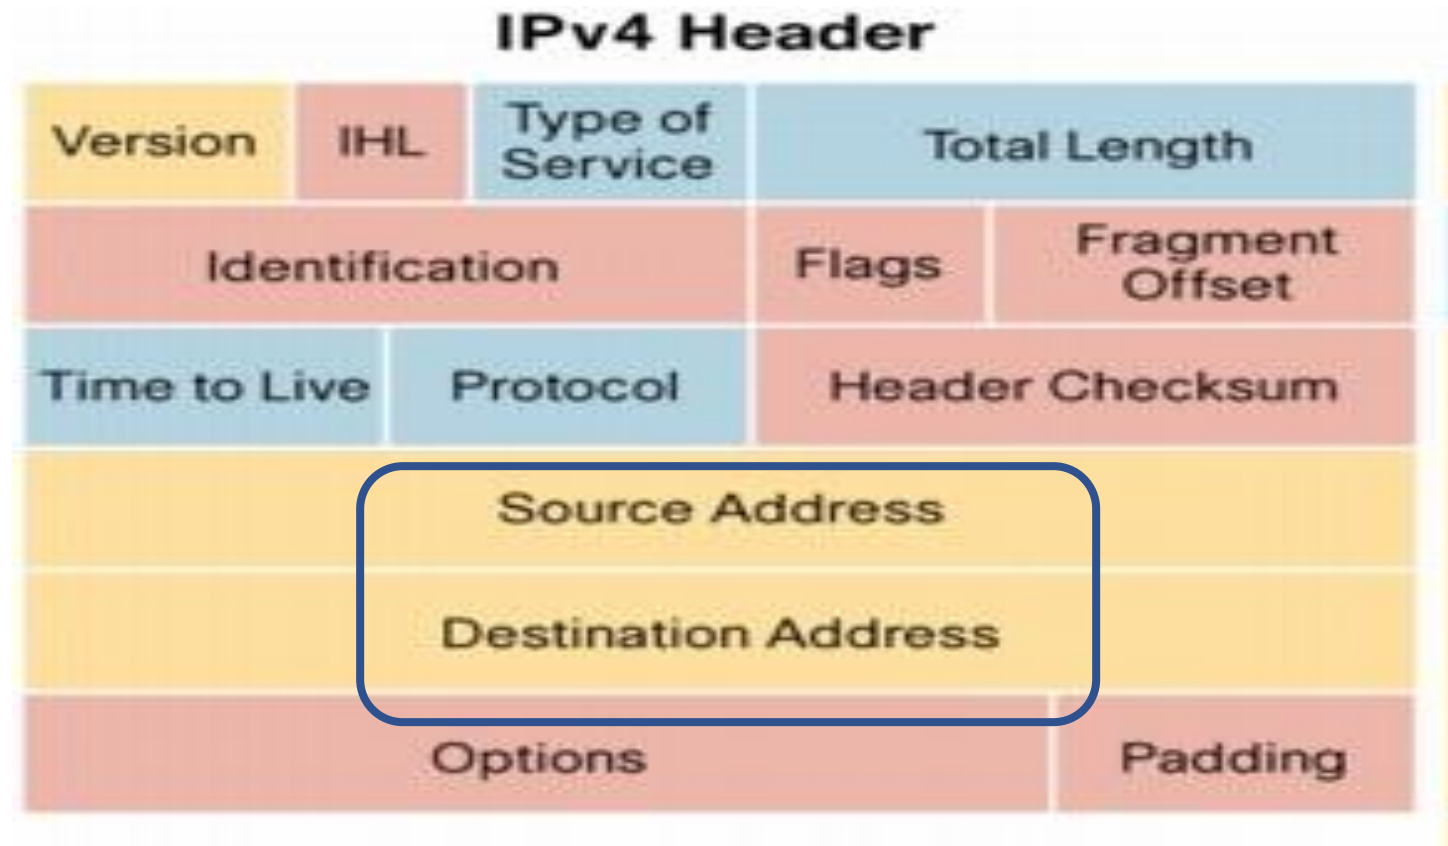 IPv4 Header
Version
IHL
Type of
Service
Total Length
Identification
Flags
Fragment
Offset
Time to Live
Protocol
Header Checksum
Source Address
Destination Address
Options
Padding